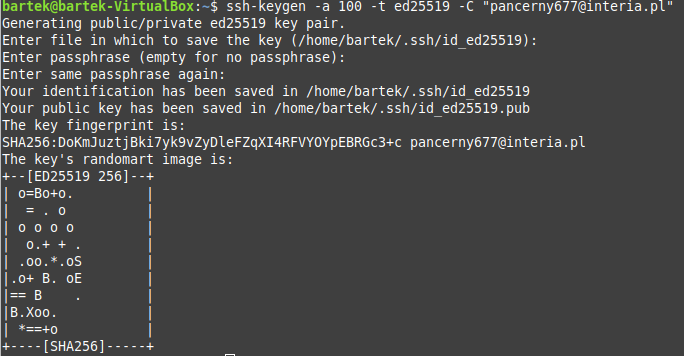 bartek@bartek-VirtualBox:~$ ssh-keygen -a 100 -t ed25519 -C "pancerny677@interia.pl"
Generating public/private ed25519 key pair.
Enter file in which to save the key (/home/bartek/.ssh/id_ed25519):
Enter passphrase (empty for no passphrase):
Enter same passphrase again:
Your identification has been saved in /home/bartek/.ssh/id_ed25519
Your public key has been saved in /home/bartek/.ssh/id_ed25519.pub
The key fingerprint is:
SHA256:DoKmJuztjBki7yk9vZyDleFZqXI4RFVYOYpEBRGc3+c pancerny677@interia.pl
The key's randomart image is:
+--[ED25519 256]--+
| o=Bo+o.         |
|  = . o          |
| o o o o         |
|  o.+ + .        |
| .oo.*.oS        |
|.o+ B. oE        |
|== B    .        |
|B.Xoo.           |
| *==+o           |
+----[SHA256]-----+